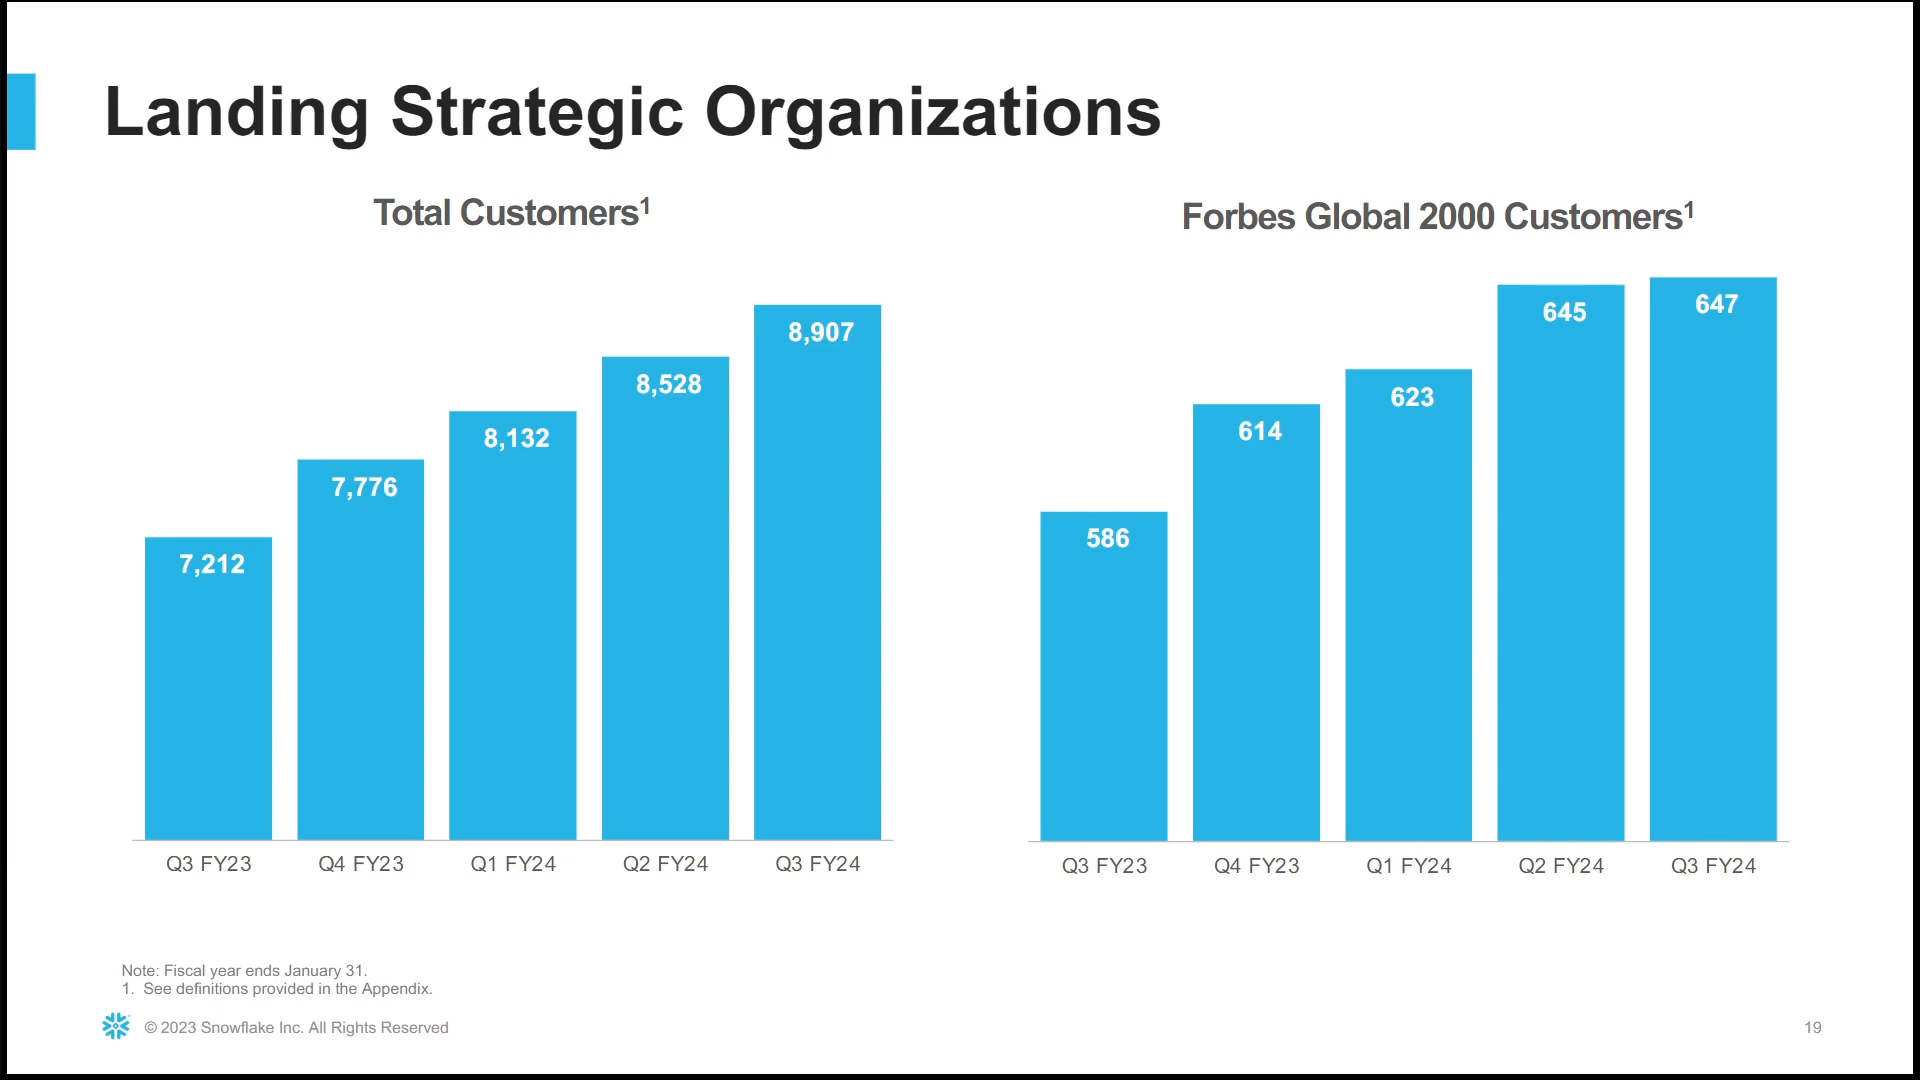 Landing Strategic Organizations
Total Customers¹
8,907
8,528
8,132
7,776
7,212
Q3 FY23 Q4 FY23 Q1 FY24 Q2 FY24 Q3 FY24
Forbes Global 2000 Customers¹
647
645
623
614
586
Q3 FY23 Q4 FY23 Q1 FY24 Q2 FY24 Q3 FY24
Note: Fiscal year ends January 31.
1. See definitions provided in the Appendix.
© 2023 Snowflake Inc. All Rights Reserved
19